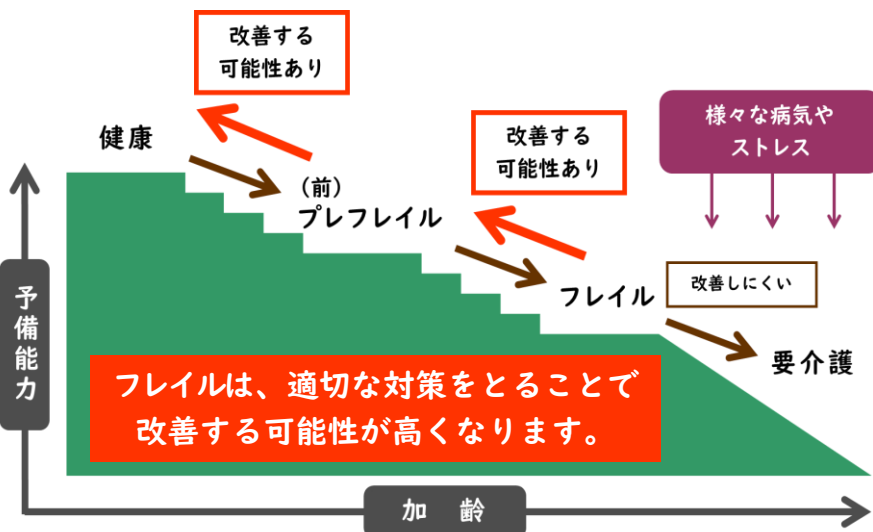 改善する
可能性あり
健康
改善する
可能性あり
様々な病気や
ストレス
（前）
プレフレイル
フレイル
改善しにくい
要介護
予備能力
フレイルは、適切な対策をとることで
改善する可能性が高くなります。
加　齢